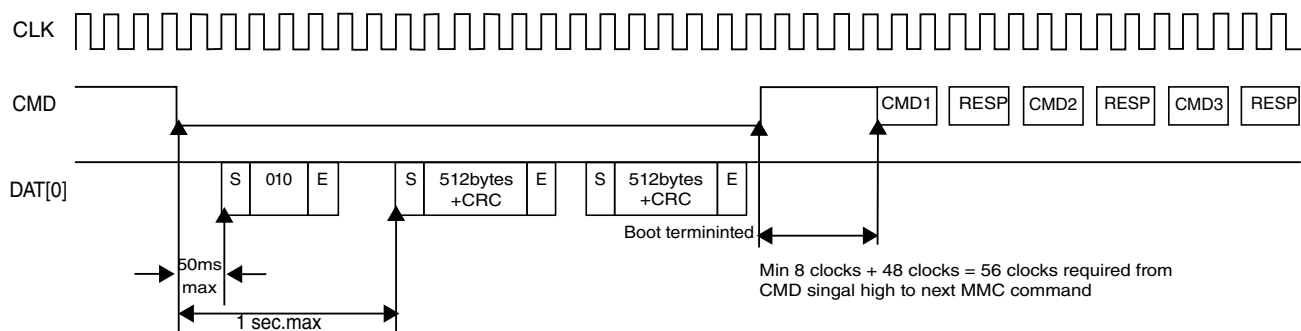 CLK
CMD
CMD1 RESP CMD2 RESP CMD3 RESP
DAT[0]
S 010 E S 512bytes +CRC E S 512bytes +CRC E
Boot termininted
50ms
max
1 sec.max
Min 8 clocks + 48 clocks = 56 clocks required from
CMD singal high to next MMC command